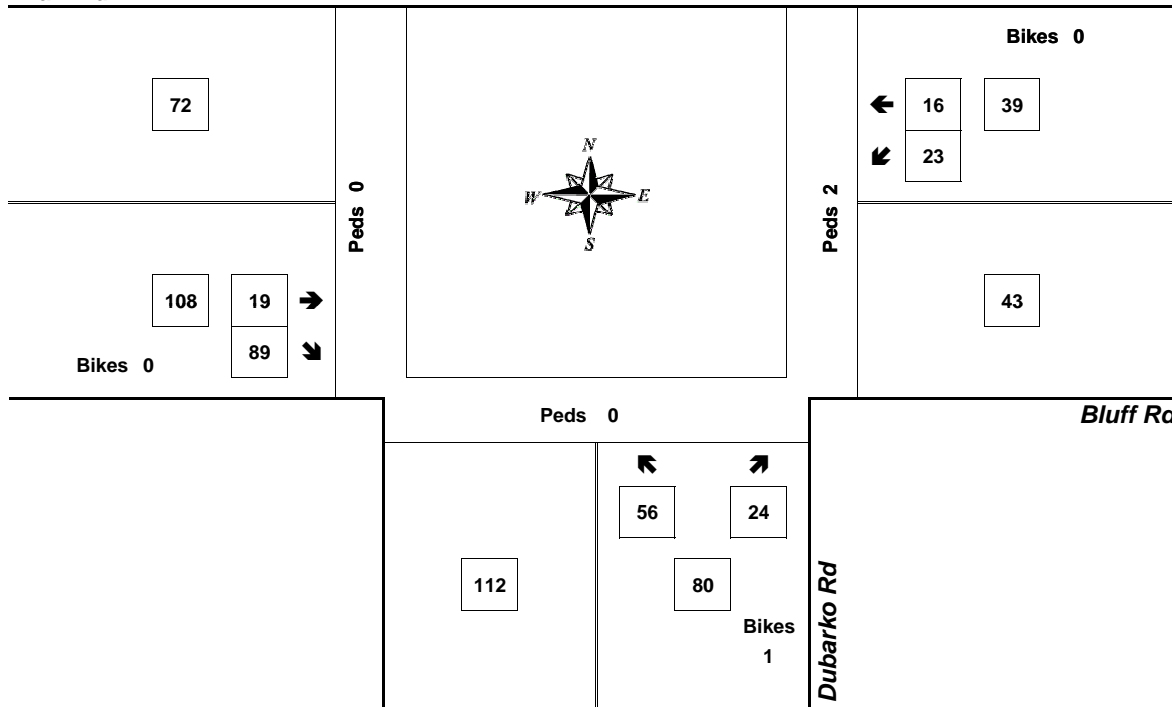 Bikes 0
72
16 39
23
N
W E
S
Peds 0
Peds 2
108 19
89
43
Bikes 0
Peds 0
Bluff Rd
56 24
112
80
Bikes
1
Dubarko Rd